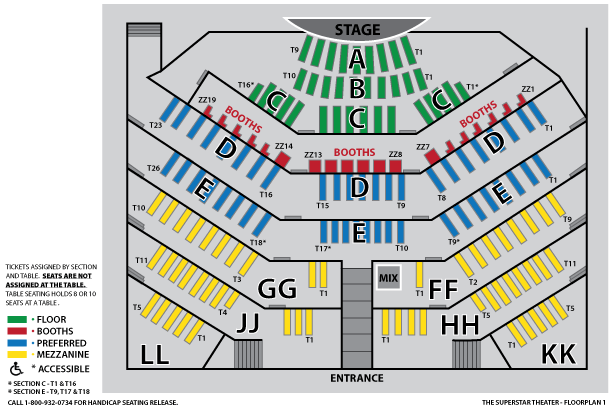 STAGE
T9 A T1
T10 B T1
T16* C C T1*
C
ZZ19 BOOTHS ZZ14
ZZ13 BOOTHS ZZ8
ZZ7 BOOTHS ZZ1
T23 D T16
T15 D T9
T8 D T1
T26 E T18*
T17* E T10
T9* E T1
T10 T3 GG T1
MIX T1 FF T2 T9
T11 T4 JJ T1
T1 HH T5 T11
T5 T1 LL
T1 T5 KK
ENTRANCE
TICKETS ASSIGNED BY SECTION
AND TABLE. SEATS ARE NOT
ASSIGNED AT THE TABLE.
TABLE SEATING HOLDS 8 OR 10
SEATS AT A TABLE .
• FLOOR
• BOOTHS
• PREFERRED
• MEZZANINE
* ACCESSIBLE
* SECTION C - T1 & T16
* SECTION E - T9, T17 & T18
CALL 1-800-932-0734 FOR HANDICAP SEATING RELEASE.
THE SUPERSTAR THEATER - FLOORPLAN 1